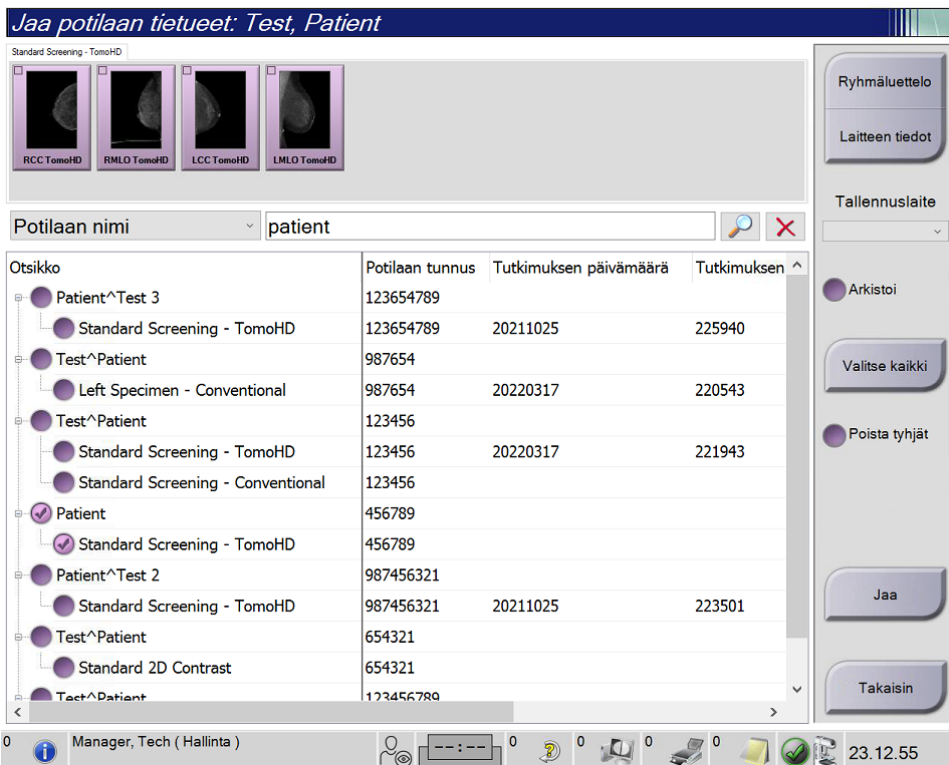 Jaa potilaan tietueet: Test, Patient
Standard Screening - TomoHD
RCC TomoHD RMLO TomoHD LCC TomoHD LMLO TomoHD
Ryhmäluettelo
Laitteen tiedot
Tallennuslaite
Potilaan nimi patient
Otsikko Potilaan tunnus Tutkimuksen päivämäärä Tutkimuksen
Patient^Test 3 123654789
Standard Screening - TomoHD 123654789 20211025 225940
Test^Patient 987654
Left Specimen - Conventional 987654 20220317 220543
Test^Patient 123456
Standard Screening - TomoHD 123456 20220317 221943
Standard Screening - Conventional 123456
Patient 456789
Standard Screening - TomoHD 456789
Patient^Test 2 987456321
Standard Screening - TomoHD 987456321 20211025 223501
Test^Patient 654321
Standard 2D Contrast 654321
Test^Patient 123456789
Arkistoi
Valitse kaikki
Poista tyhjät
Jaa
Takaisin
0 Manager, Tech ( Hallinta ) --:-- 0 0 0 0 23.12.55